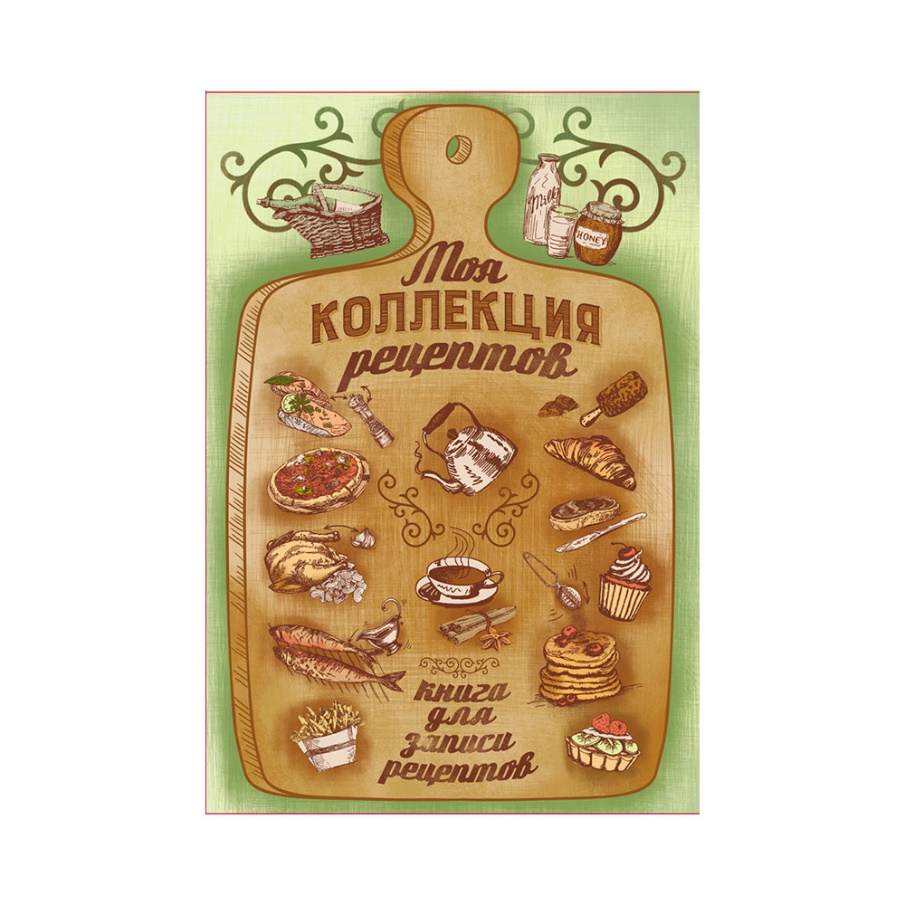 Milk
HONEY
Моя
КОЛЛЕКЦИЯ
рецептов
книга
для
записи
рецептов